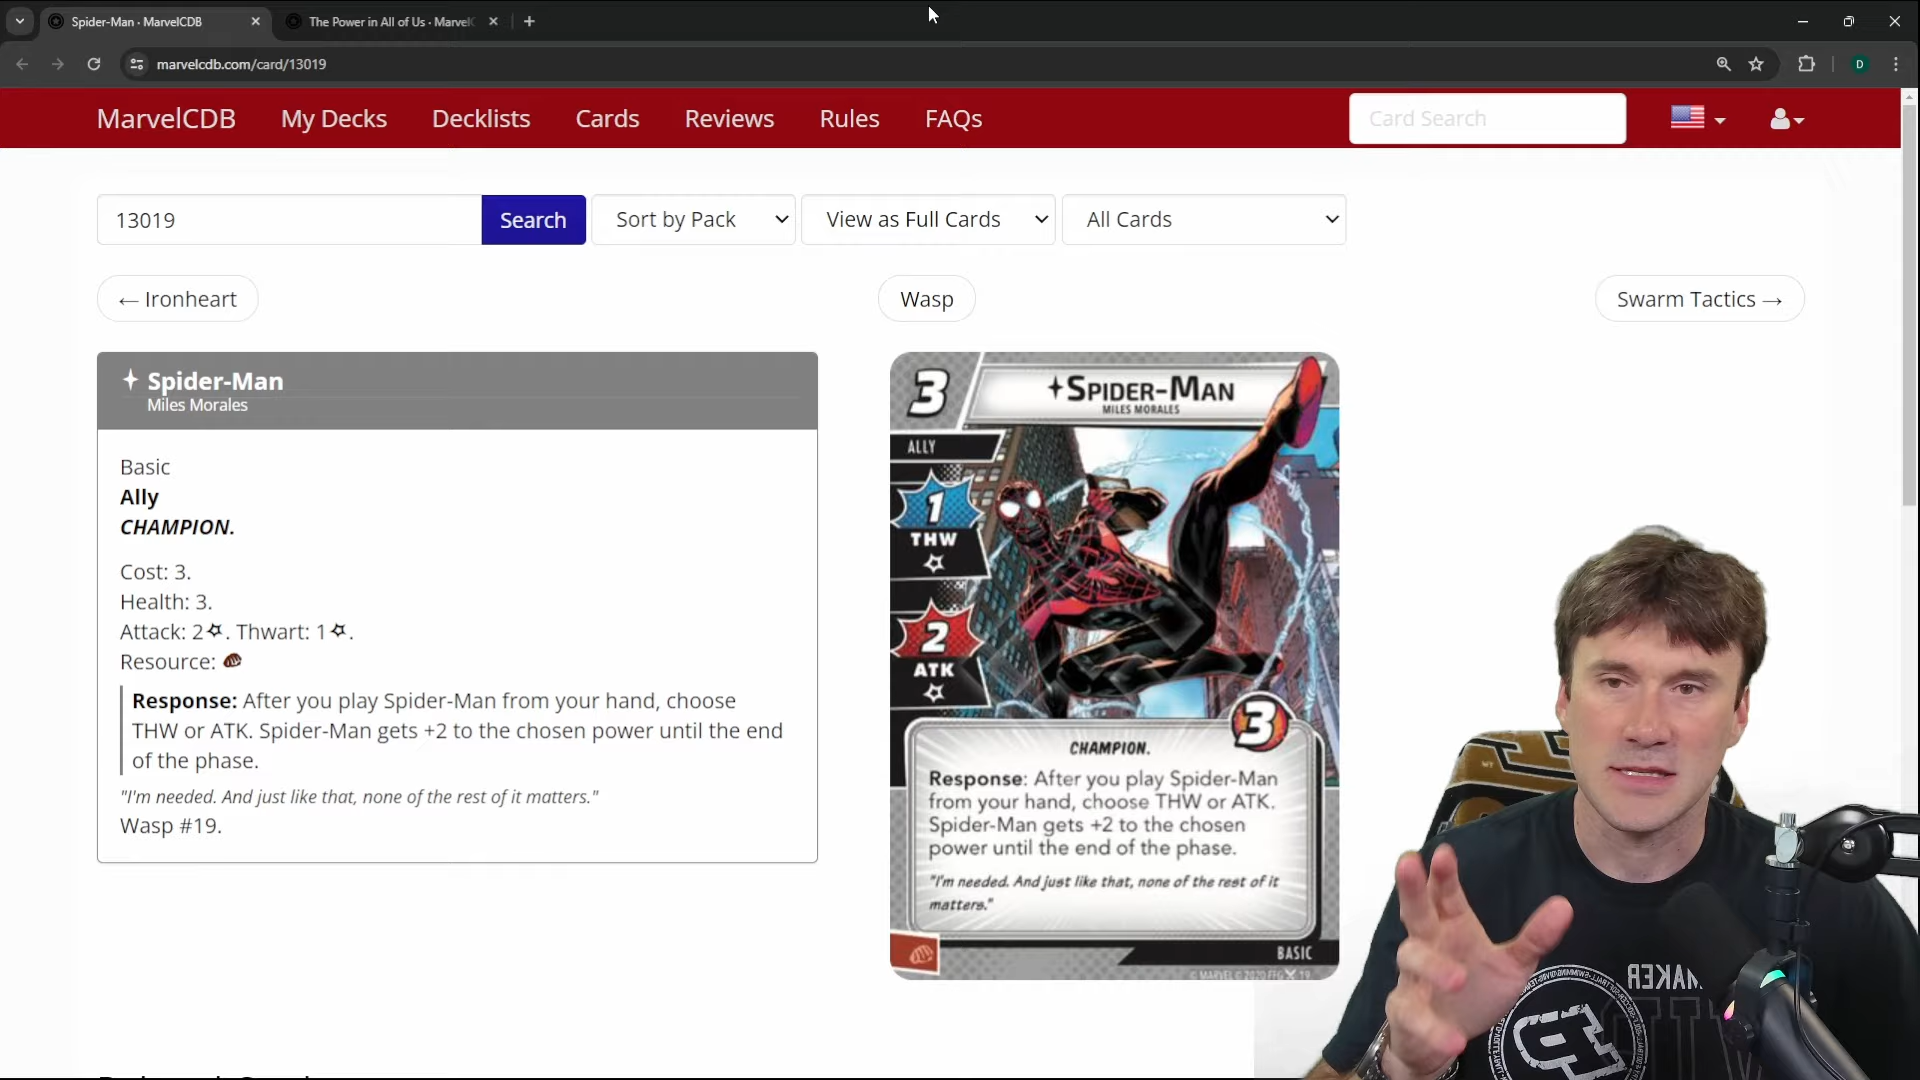 Spider-Man · MarvelCDB
The Power in All of Us · Marvel
marvelcdb.com/card/13019
D
MarvelCDB My Decks Decklists Cards Reviews Rules FAQs Card Search
13019 Search Sort by Pack View as Full Cards All Cards
← Ironheart Wasp Swarm Tactics →
Spider-Man
Miles Morales
Basic
Ally
CHAMPION.
Cost: 3.
Health: 3.
Attack: 2. Thwart: 1.
Resource:
Response: After you play Spider-Man from your hand, choose
THW or ATK. Spider-Man gets +2 to the chosen power until the end
of the phase.
"I'm needed. And just like that, none of the rest of it matters."
Wasp #19.
3
SPIDER-MAN
MILES MORALES
ALLY
1
THW
2
ATK
3
CHAMPION.
Response: After you play Spider-Man
from your hand, choose THW or ATK.
Spider-Man gets +2 to the chosen
power until the end of the phase.
"I'm needed. And just like that, none of the rest of it
matters."
BASIC
© MARVEL © 2020 FFG 19